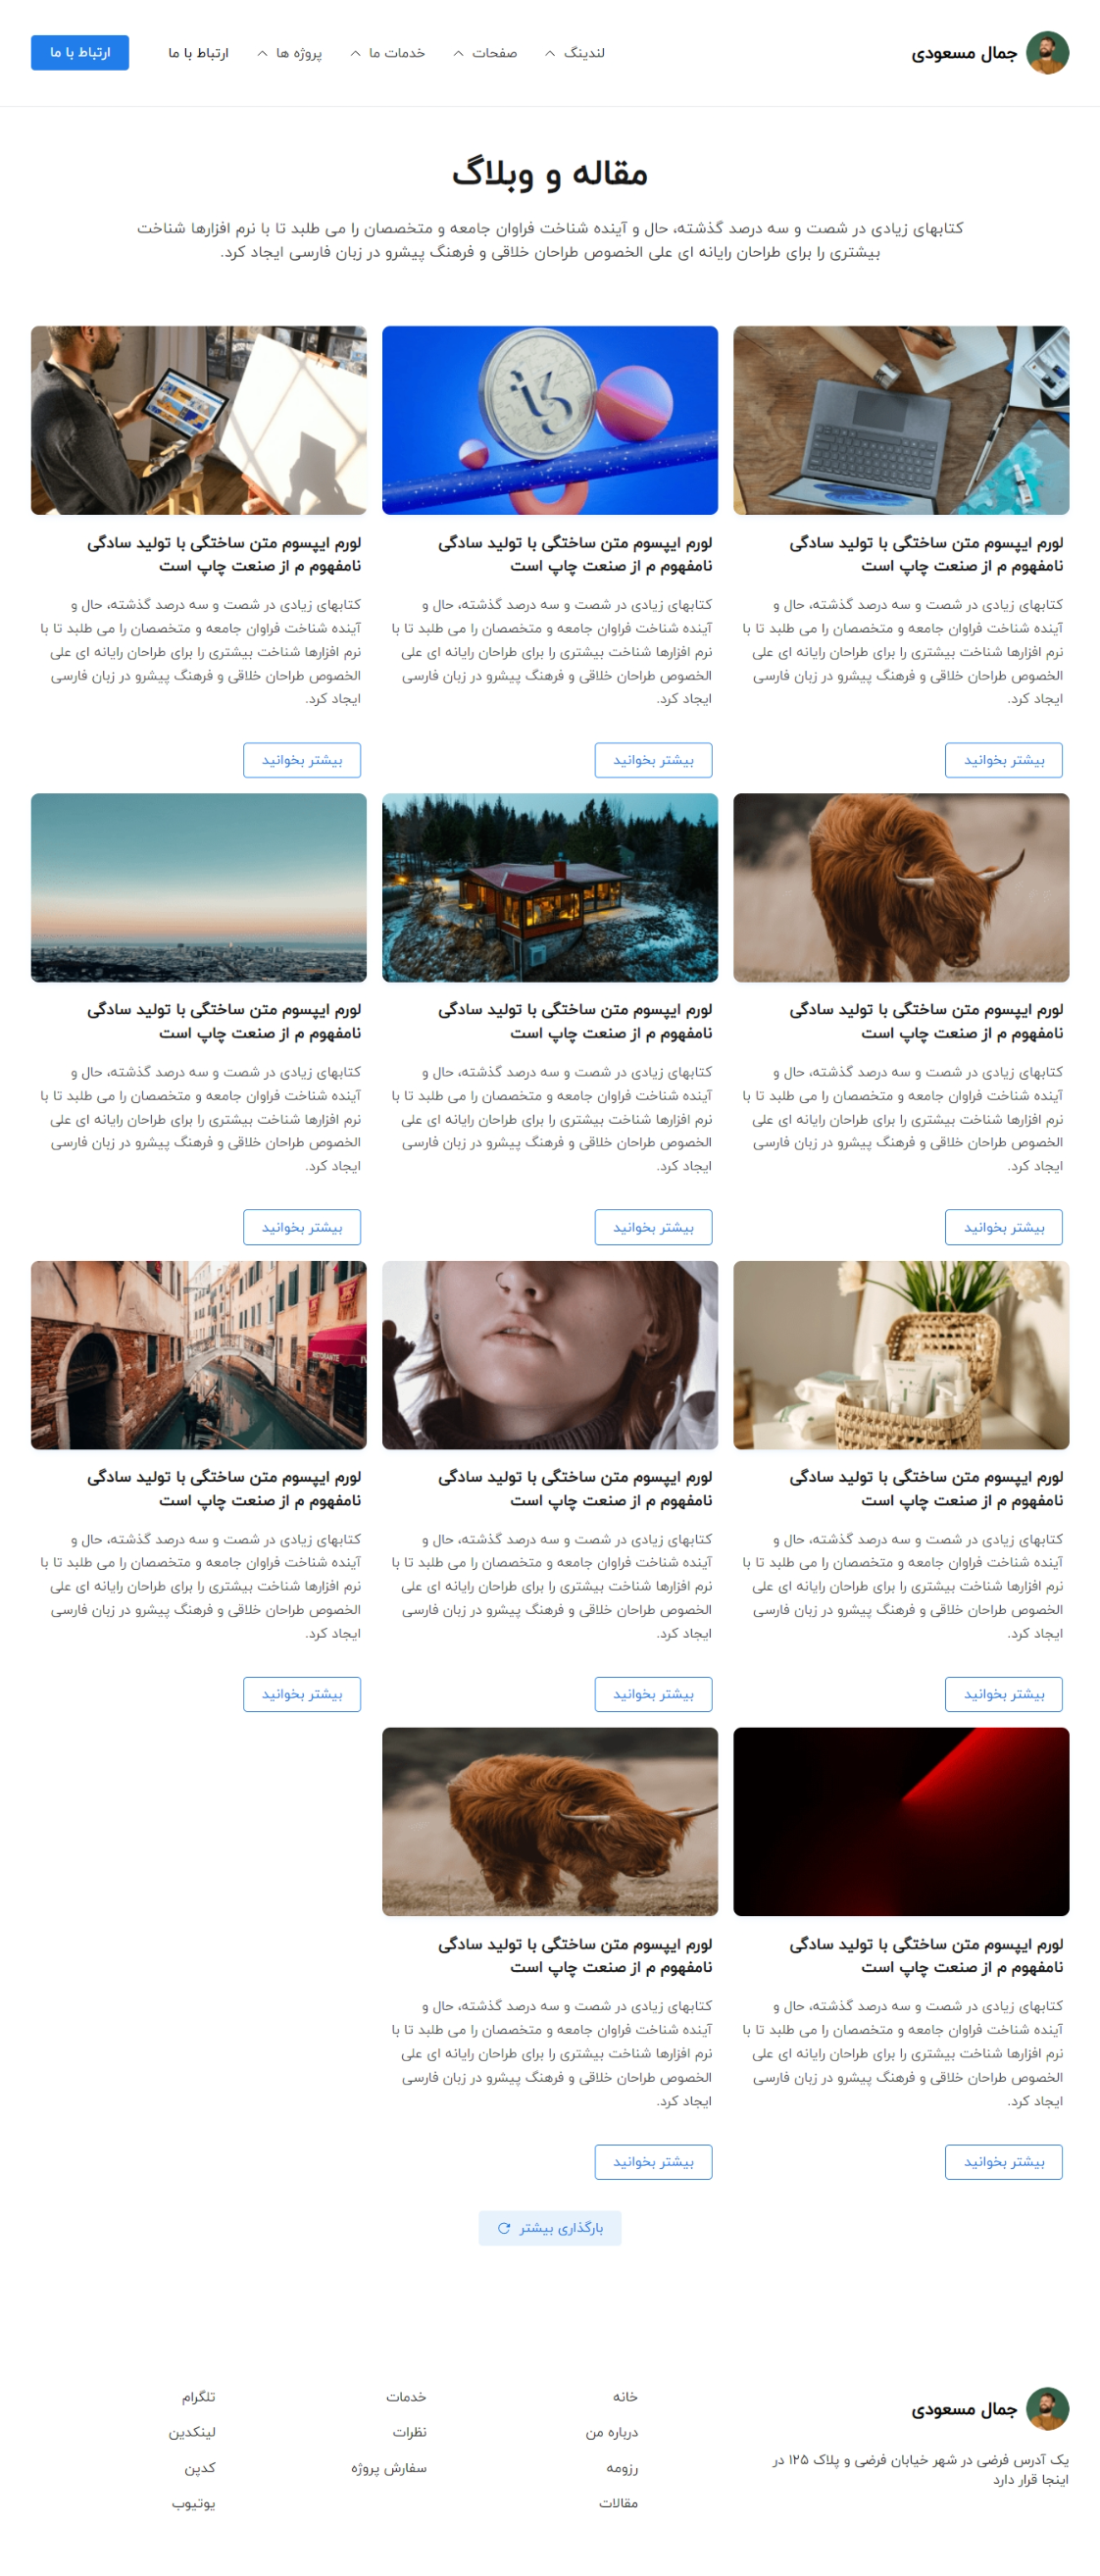 جمال مسعودی
لندینگ
صفحات
خدمات ما
پروژه ها
ارتباط با ما
ارتباط با ما
مقاله و وبلاگ
کتابهای زیادی در شصت و سه درصد گذشته، حال و آینده شناخت فراوان جامعه و متخصصان را می طلبد تا با نرم افزارها شناخت
بیشتری را برای طراحان رایانه ای علی الخصوص طراحان خلاقی و فرهنگ پیشرو در زبان فارسی ایجاد کرد.
لورم ایپسوم متن ساختگی با تولید سادگی
نامفهوم م از صنعت چاپ است
کتابهای زیادی در شصت و سه درصد گذشته، حال و
آینده شناخت فراوان جامعه و متخصصان را می طلبد تا با
نرم افزارها شناخت بیشتری را برای طراحان رایانه ای علی
الخصوص طراحان خلاقی و فرهنگ پیشرو در زبان فارسی
ایجاد کرد.
بیشتر بخوانید
لورم ایپسوم متن ساختگی با تولید سادگی
نامفهوم م از صنعت چاپ است
کتابهای زیادی در شصت و سه درصد گذشته، حال و
آینده شناخت فراوان جامعه و متخصصان را می طلبد تا با
نرم افزارها شناخت بیشتری را برای طراحان رایانه ای علی
الخصوص طراحان خلاقی و فرهنگ پیشرو در زبان فارسی
ایجاد کرد.
بیشتر بخوانید
لورم ایپسوم متن ساختگی با تولید سادگی
نامفهوم م از صنعت چاپ است
کتابهای زیادی در شصت و سه درصد گذشته، حال و
آینده شناخت فراوان جامعه و متخصصان را می طلبد تا با
نرم افزارها شناخت بیشتری را برای طراحان رایانه ای علی
الخصوص طراحان خلاقی و فرهنگ پیشرو در زبان فارسی
ایجاد کرد.
بیشتر بخوانید
لورم ایپسوم متن ساختگی با تولید سادگی
نامفهوم م از صنعت چاپ است
کتابهای زیادی در شصت و سه درصد گذشته، حال و
آینده شناخت فراوان جامعه و متخصصان را می طلبد تا با
نرم افزارها شناخت بیشتری را برای طراحان رایانه ای علی
الخصوص طراحان خلاقی و فرهنگ پیشرو در زبان فارسی
ایجاد کرد.
بیشتر بخوانید
لورم ایپسوم متن ساختگی با تولید سادگی
نامفهوم م از صنعت چاپ است
کتابهای زیادی در شصت و سه درصد گذشته، حال و
آینده شناخت فراوان جامعه و متخصصان را می طلبد تا با
نرم افزارها شناخت بیشتری را برای طراحان رایانه ای علی
الخصوص طراحان خلاقی و فرهنگ پیشرو در زبان فارسی
ایجاد کرد.
بیشتر بخوانید
لورم ایپسوم متن ساختگی با تولید سادگی
نامفهوم م از صنعت چاپ است
کتابهای زیادی در شصت و سه درصد گذشته، حال و
آینده شناخت فراوان جامعه و متخصصان را می طلبد تا با
نرم افزارها شناخت بیشتری را برای طراحان رایانه ای علی
الخصوص طراحان خلاقی و فرهنگ پیشرو در زبان فارسی
ایجاد کرد.
بیشتر بخوانید
لورم ایپسوم متن ساختگی با تولید سادگی
نامفهوم م از صنعت چاپ است
کتابهای زیادی در شصت و سه درصد گذشته، حال و
آینده شناخت فراوان جامعه و متخصصان را می طلبد تا با
نرم افزارها شناخت بیشتری را برای طراحان رایانه ای علی
الخصوص طراحان خلاقی و فرهنگ پیشرو در زبان فارسی
ایجاد کرد.
بیشتر بخوانید
لورم ایپسوم متن ساختگی با تولید سادگی
نامفهوم م از صنعت چاپ است
کتابهای زیادی در شصت و سه درصد گذشته، حال و
آینده شناخت فراوان جامعه و متخصصان را می طلبد تا با
نرم افزارها شناخت بیشتری را برای طراحان رایانه ای علی
الخصوص طراحان خلاقی و فرهنگ پیشرو در زبان فارسی
ایجاد کرد.
بیشتر بخوانید
RISTORANTE
لورم ایپسوم متن ساختگی با تولید سادگی
نامفهوم م از صنعت چاپ است
کتابهای زیادی در شصت و سه درصد گذشته، حال و
آینده شناخت فراوان جامعه و متخصصان را می طلبد تا با
نرم افزارها شناخت بیشتری را برای طراحان رایانه ای علی
الخصوص طراحان خلاقی و فرهنگ پیشرو در زبان فارسی
ایجاد کرد.
بیشتر بخوانید
لورم ایپسوم متن ساختگی با تولید سادگی
نامفهوم م از صنعت چاپ است
کتابهای زیادی در شصت و سه درصد گذشته، حال و
آینده شناخت فراوان جامعه و متخصصان را می طلبد تا با
نرم افزارها شناخت بیشتری را برای طراحان رایانه ای علی
الخصوص طراحان خلاقی و فرهنگ پیشرو در زبان فارسی
ایجاد کرد.
بیشتر بخوانید
لورم ایپسوم متن ساختگی با تولید سادگی
نامفهوم م از صنعت چاپ است
کتابهای زیادی در شصت و سه درصد گذشته، حال و
آینده شناخت فراوان جامعه و متخصصان را می طلبد تا با
نرم افزارها شناخت بیشتری را برای طراحان رایانه ای علی
الخصوص طراحان خلاقی و فرهنگ پیشرو در زبان فارسی
ایجاد کرد.
بیشتر بخوانید
بارگذاری بیشتر
جمال مسعودی
یک آدرس فرضی در شهر خیابان فرضی و پلاک ۱۲۵ در
اینجا قرار دارد
خانه
درباره من
رزومه
مقالات
خدمات
نظرات
سفارش پروژه
تلگرام
لینکدین
کدپن
یوتیوب